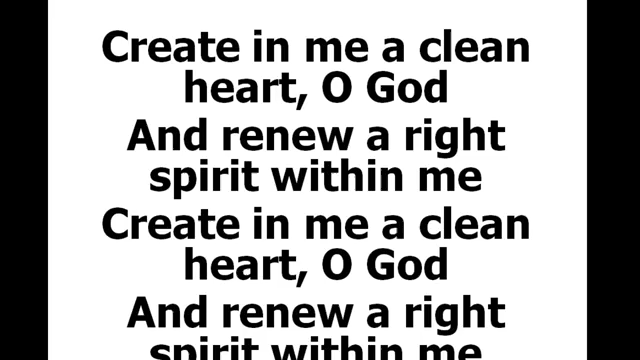 Create in me a clean
heart, O God
And renew a right
spirit within me
Create in me a clean
heart, O God
And renew a right
spirit within me